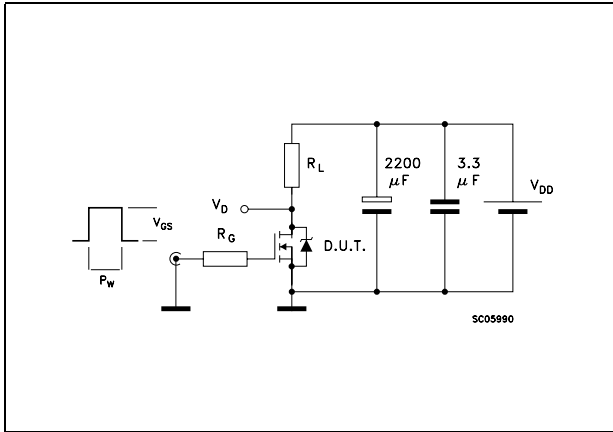 R_L
2200 μF
3.3 μF
V_DD
V_D
V_GS
R_G
D.U.T.
P_W
SC05990